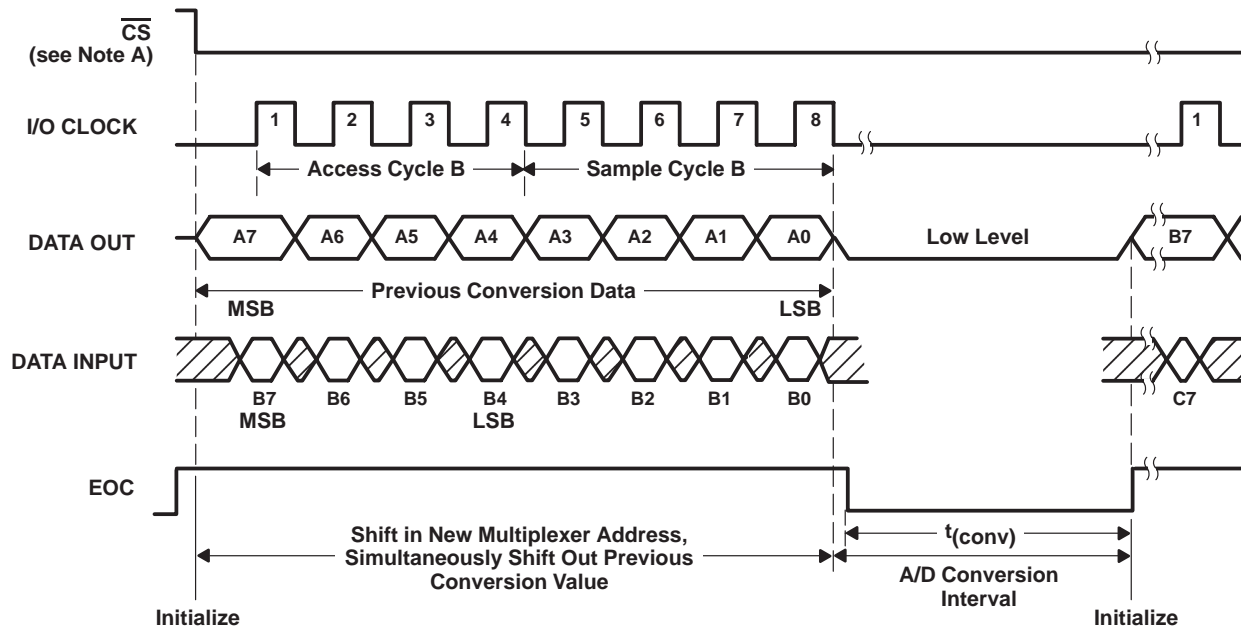 CS
(see Note A)
I/O CLOCK
1 2 3 4 5 6 7 8 1
Access Cycle B
Sample Cycle B
DATA OUT
A7 A6 A5 A4 A3 A2 A1 A0 B7
Low Level
Previous Conversion Data
MSB LSB
DATA INPUT
B7 B6 B5 B4 B3 B2 B1 B0 C7
MSB LSB
EOC
Shift in New Multiplexer Address,
Simultaneously Shift Out Previous
Conversion Value
t(conv)
A/D Conversion
Interval
Initialize Initialize